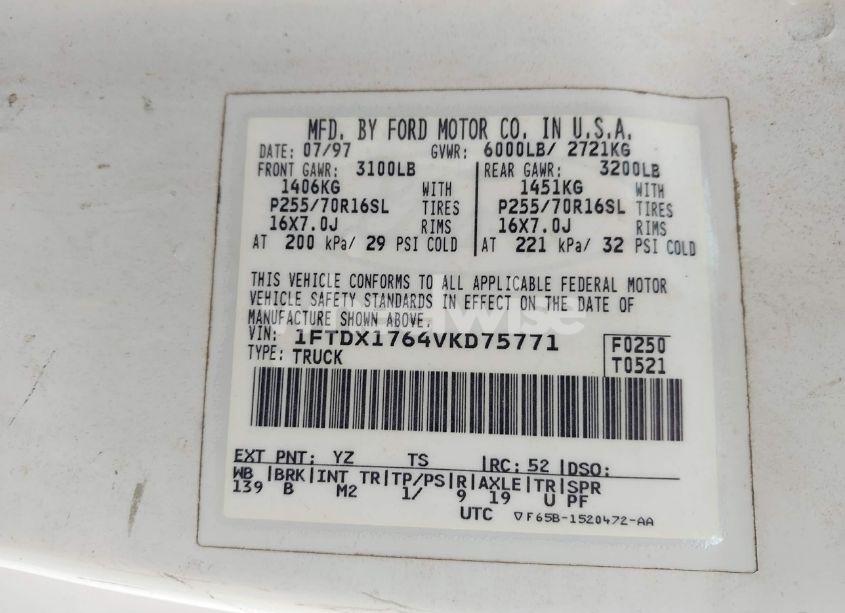 MFD. BY FORD MOTOR CO. IN U.S.A.
DATE: 07/97 GVWR: 6000LB/ 2721KG
FRONT GAWR: 3100LB REAR GAWR: 3200LB
1406KG WITH 1451KG WITH
P255/70R16SL TIRES P255/70R16SL TIRES
16X7.0J RIMS 16X7.0J RIMS
AT 200 kPa/ 29 PSI COLD AT 221 kPa/ 32 PSI COLD
THIS VEHICLE CONFORMS TO ALL APPLICABLE FEDERAL MOTOR
VEHICLE SAFETY STANDARDS IN EFFECT ON THE DATE OF
MANUFACTURE SHOWN ABOVE.
VIN: 1FTDX1764VKD75771 F0250
TYPE: TRUCK T0521
EXT PNT: YZ TS RC: 52 DSO:
WB BRK INT TR TP/PS R AXLE TR SPR
139 B M2 1/ 9 19 U PF
UTC ▽F65B-1520472-AA